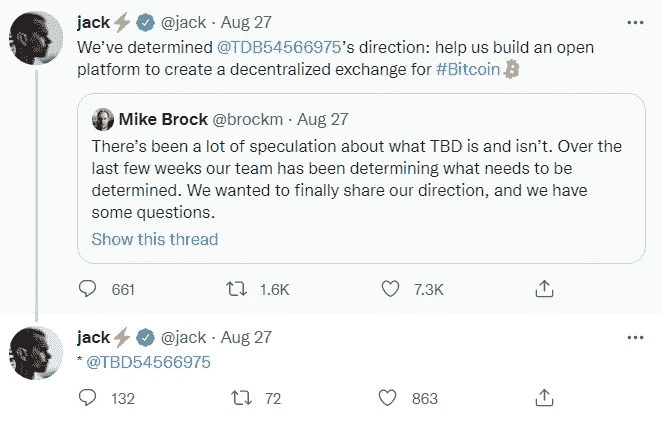 jack⚡ @jack · Aug 27
We've determined @TDB54566975's direction: help us build an open
platform to create a decentralized exchange for #Bitcoin
Mike Brock @brockm · Aug 27
There's been a lot of speculation about what TBD is and isn't. Over the
last few weeks our team has been determining what needs to be
determined. We wanted to finally share our direction, and we have
some questions.
Show this thread
661 1.6K 7.3K
jack⚡ @jack · Aug 27
* @TBD54566975
132 72 863